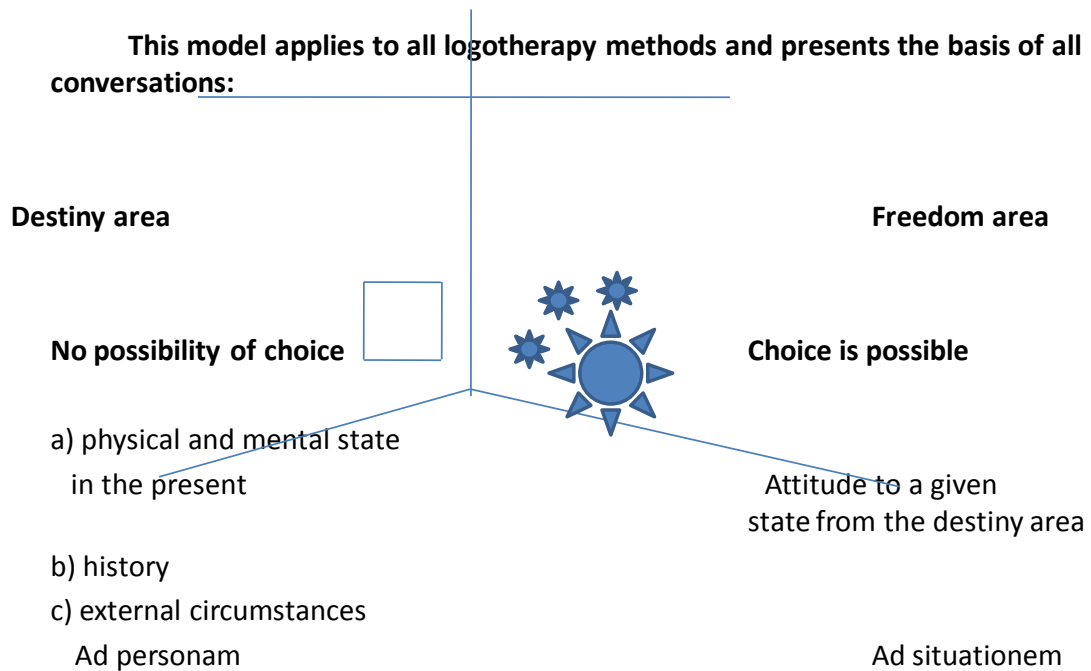 This model applies to all logotherapy methods and presents the basis of all
conversations:
Destiny area
Freedom area
No possibility of choice
Choice is possible
a) physical and mental state
in the present
Attitude to a given
state from the destiny area
b) history
c) external circumstances
Ad personam
Ad situationem